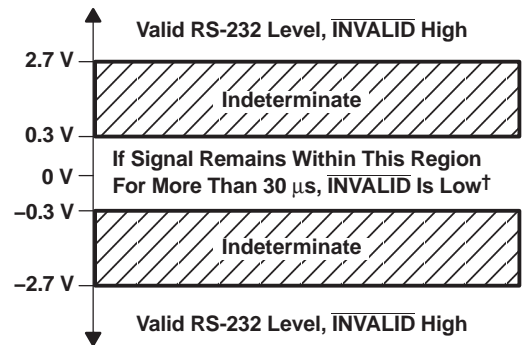 Valid RS-232 Level, INVALID High
2.7 V
Indeterminate
0.3 V
If Signal Remains Within This Region
0 V
For More Than 30 μs, INVALID Is Low†
–0.3 V
Indeterminate
–2.7 V
Valid RS-232 Level, INVALID High